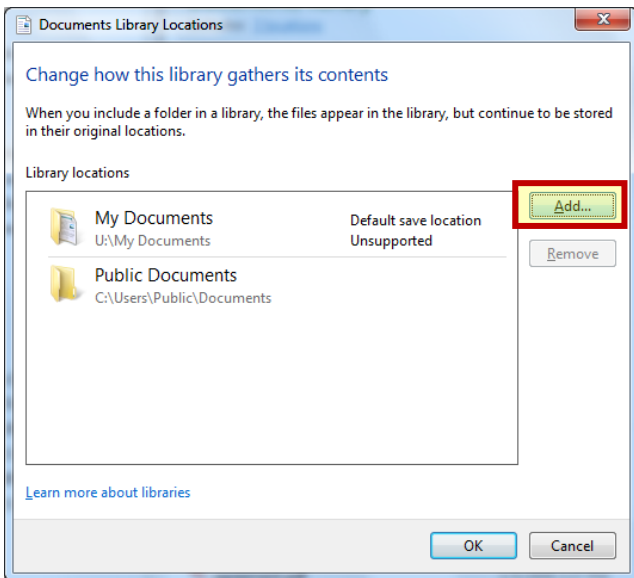 Documents Library Locations
Change how this library gathers its contents
When you include a folder in a library, the files appear in the library, but continue to be stored
in their original locations.
Library locations
My Documents
Default save location
U:\My Documents
Unsupported
Public Documents
C:\Users\Public\Documents
Add...
Remove
Learn more about libraries
OK
Cancel